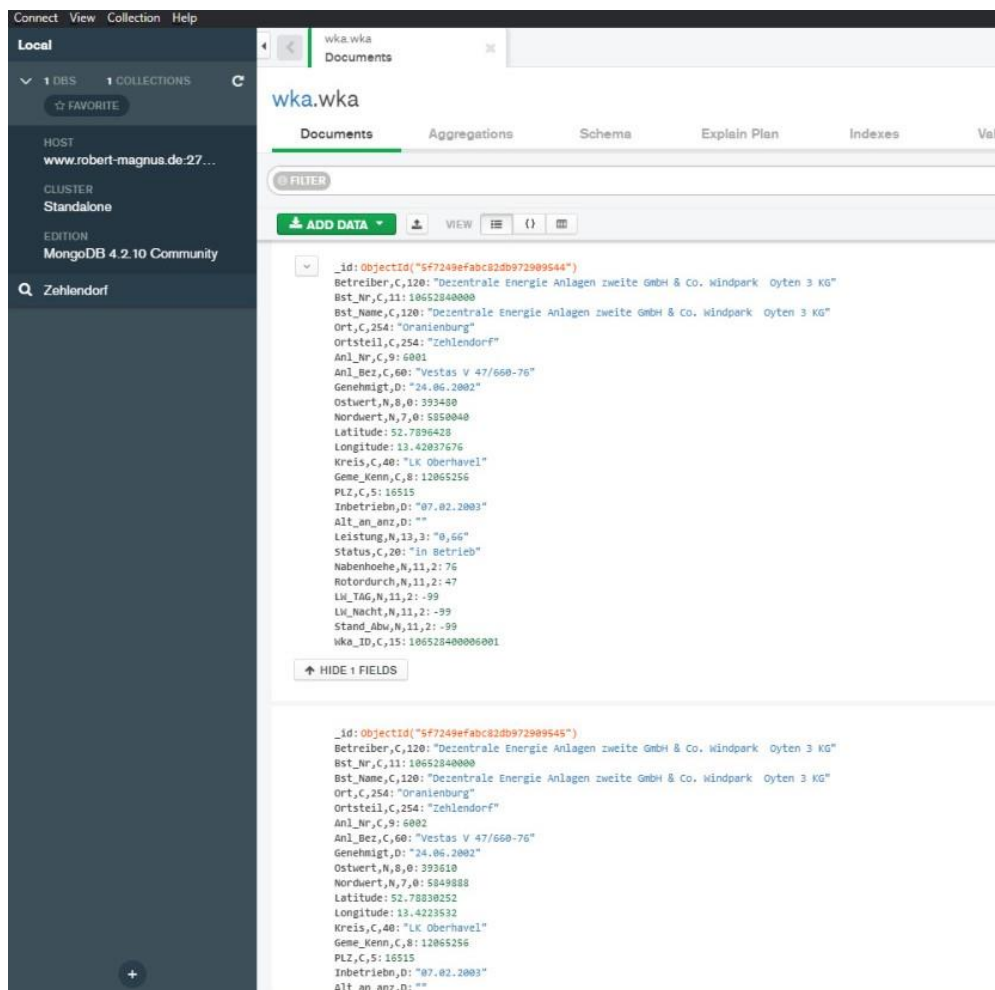 Connect View Collection Help
Local
1 DBS 1 COLLECTIONS
FAVORITE
HOST
www.robert-magnus.de:27...
CLUSTER
Standalone
EDITION
MongoDB 4.2.10 Community
Zehlendorf
wka.wka
Documents
wka.wka
Documents Aggregations Schema Explain Plan Indexes Val
FILTER
ADD DATA VIEW
_id: ObjectId("5f7249efabc82db972909544")
Betreiber,C,120: "Dezentrale Energie Anlagen zweite GmbH & Co. Windpark Oyten 3 KG"
Bst_Nr,C,11: 10652840000
Bst_Name,C,120: "Dezentrale Energie Anlagen zweite GmbH & Co. Windpark Oyten 3 KG"
Ort,C,254: "Oranienburg"
Ortsteil,C,254: "Zehlendorf"
Anl_Nr,C,9: 6001
Anl_Bez,C,60: "Vestas V 47/660-76"
Genehmigt,D: "24.06.2002"
Ostwert,N,8,0: 393480
Nordwert,N,7,0: 5850040
Latitude: 52.7896428
Longitude: 13.42037676
Kreis,C,40: "LK Oberhavel"
Geme_Kenn,C,8: 12065256
PLZ,C,5: 16515
Inbetriebn,D: "07.02.2003"
Alt_an_anz,D: ""
Leistung,N,13,3: "0,66"
Status,C,20: "in Betrieb"
Nabenhoehe,N,11,2: 76
Rotordurch,N,11,2: 47
LW_TAG,N,11,2: -99
LW_Nacht,N,11,2: -99
Stand_Abw,N,11,2: -99
Wka_ID,C,15: 106528400006001
HIDE 1 FIELDS
_id: ObjectId("5f7249efabc82db972909545")
Betreiber,C,120: "Dezentrale Energie Anlagen zweite GmbH & Co. Windpark Oyten 3 KG"
Bst_Nr,C,11: 10652840000
Bst_Name,C,120: "Dezentrale Energie Anlagen zweite GmbH & Co. Windpark Oyten 3 KG"
Ort,C,254: "Oranienburg"
Ortsteil,C,254: "Zehlendorf"
Anl_Nr,C,9: 6002
Anl_Bez,C,60: "Vestas V 47/660-76"
Genehmigt,D: "24.06.2002"
Ostwert,N,8,0: 393610
Nordwert,N,7,0: 5849888
Latitude: 52.78830252
Longitude: 13.4223532
Kreis,C,40: "LK Oberhavel"
Geme_Kenn,C,8: 12065256
PLZ,C,5: 16515
Inbetriebn,D: "07.02.2003"
Alt_an_anz,D: ""